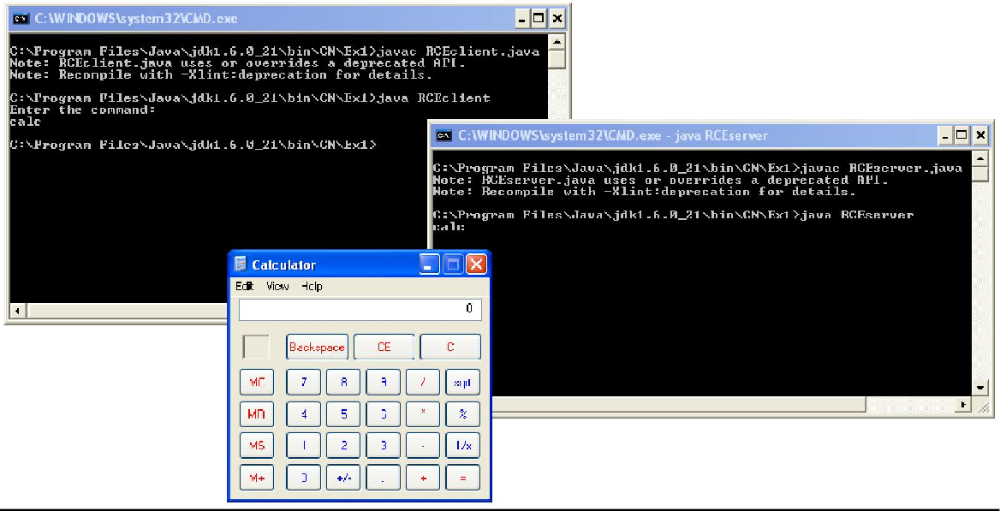 C:\WINDOWS\system32\CMD.exe
C:\Program Files\Java\jdk1.6.0_21\bin\CN\Ex1>javac RCEclient.java
Note: RCEclient.java uses or overrides a deprecated API.
Note: Recompile with -Xlint:deprecation for details.
C:\Program Files\Java\jdk1.6.0_21\bin\CN\Ex1>java RCEclient
Enter the command:
calc
C:\Program Files\Java\jdk1.6.0_21\bin\CN\Ex1>
C:\WINDOWS\system32\CMD.exe - java RCEserver
C:\Program Files\Java\jdk1.6.0_21\bin\CN\Ex1>javac RCEserver.java
Note: RCEserver.java uses or overrides a deprecated API.
Note: Recompile with -Xlint:deprecation for details.
C:\Program Files\Java\jdk1.6.0_21\bin\CN\Ex1>java RCEserver
calc
Calculator
Edit View Help
0
Backspace CE C
MC 7 8 9 / sqrt
MR 4 5 6 * %
MS 1 2 3 - 1/x
M+ 0 +/- . + =